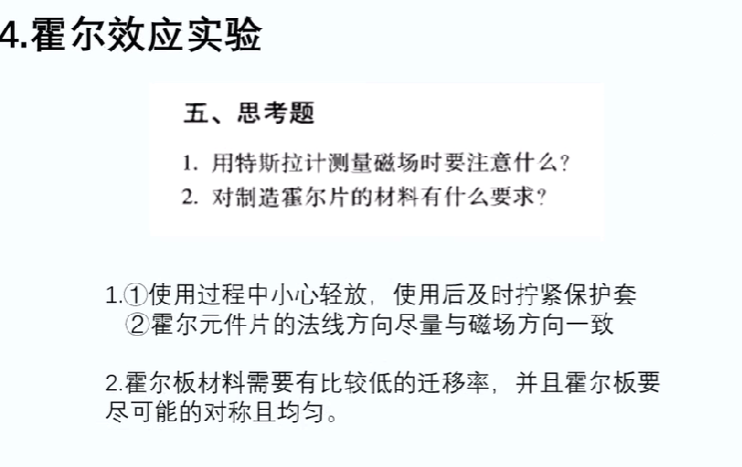 4.霍尔效应实验
五、思考题
1. 用特斯拉计测量磁场时要注意什么?
2. 对制造霍尔片的材料有什么要求?
1.①使用过程中小心轻放，使用后及时拧紧保护套
②霍尔元件片的法线方向尽量与磁场方向一致
2.霍尔板材料需要有比较低的迁移率，并且霍尔板要
尽可能的对称且均匀。